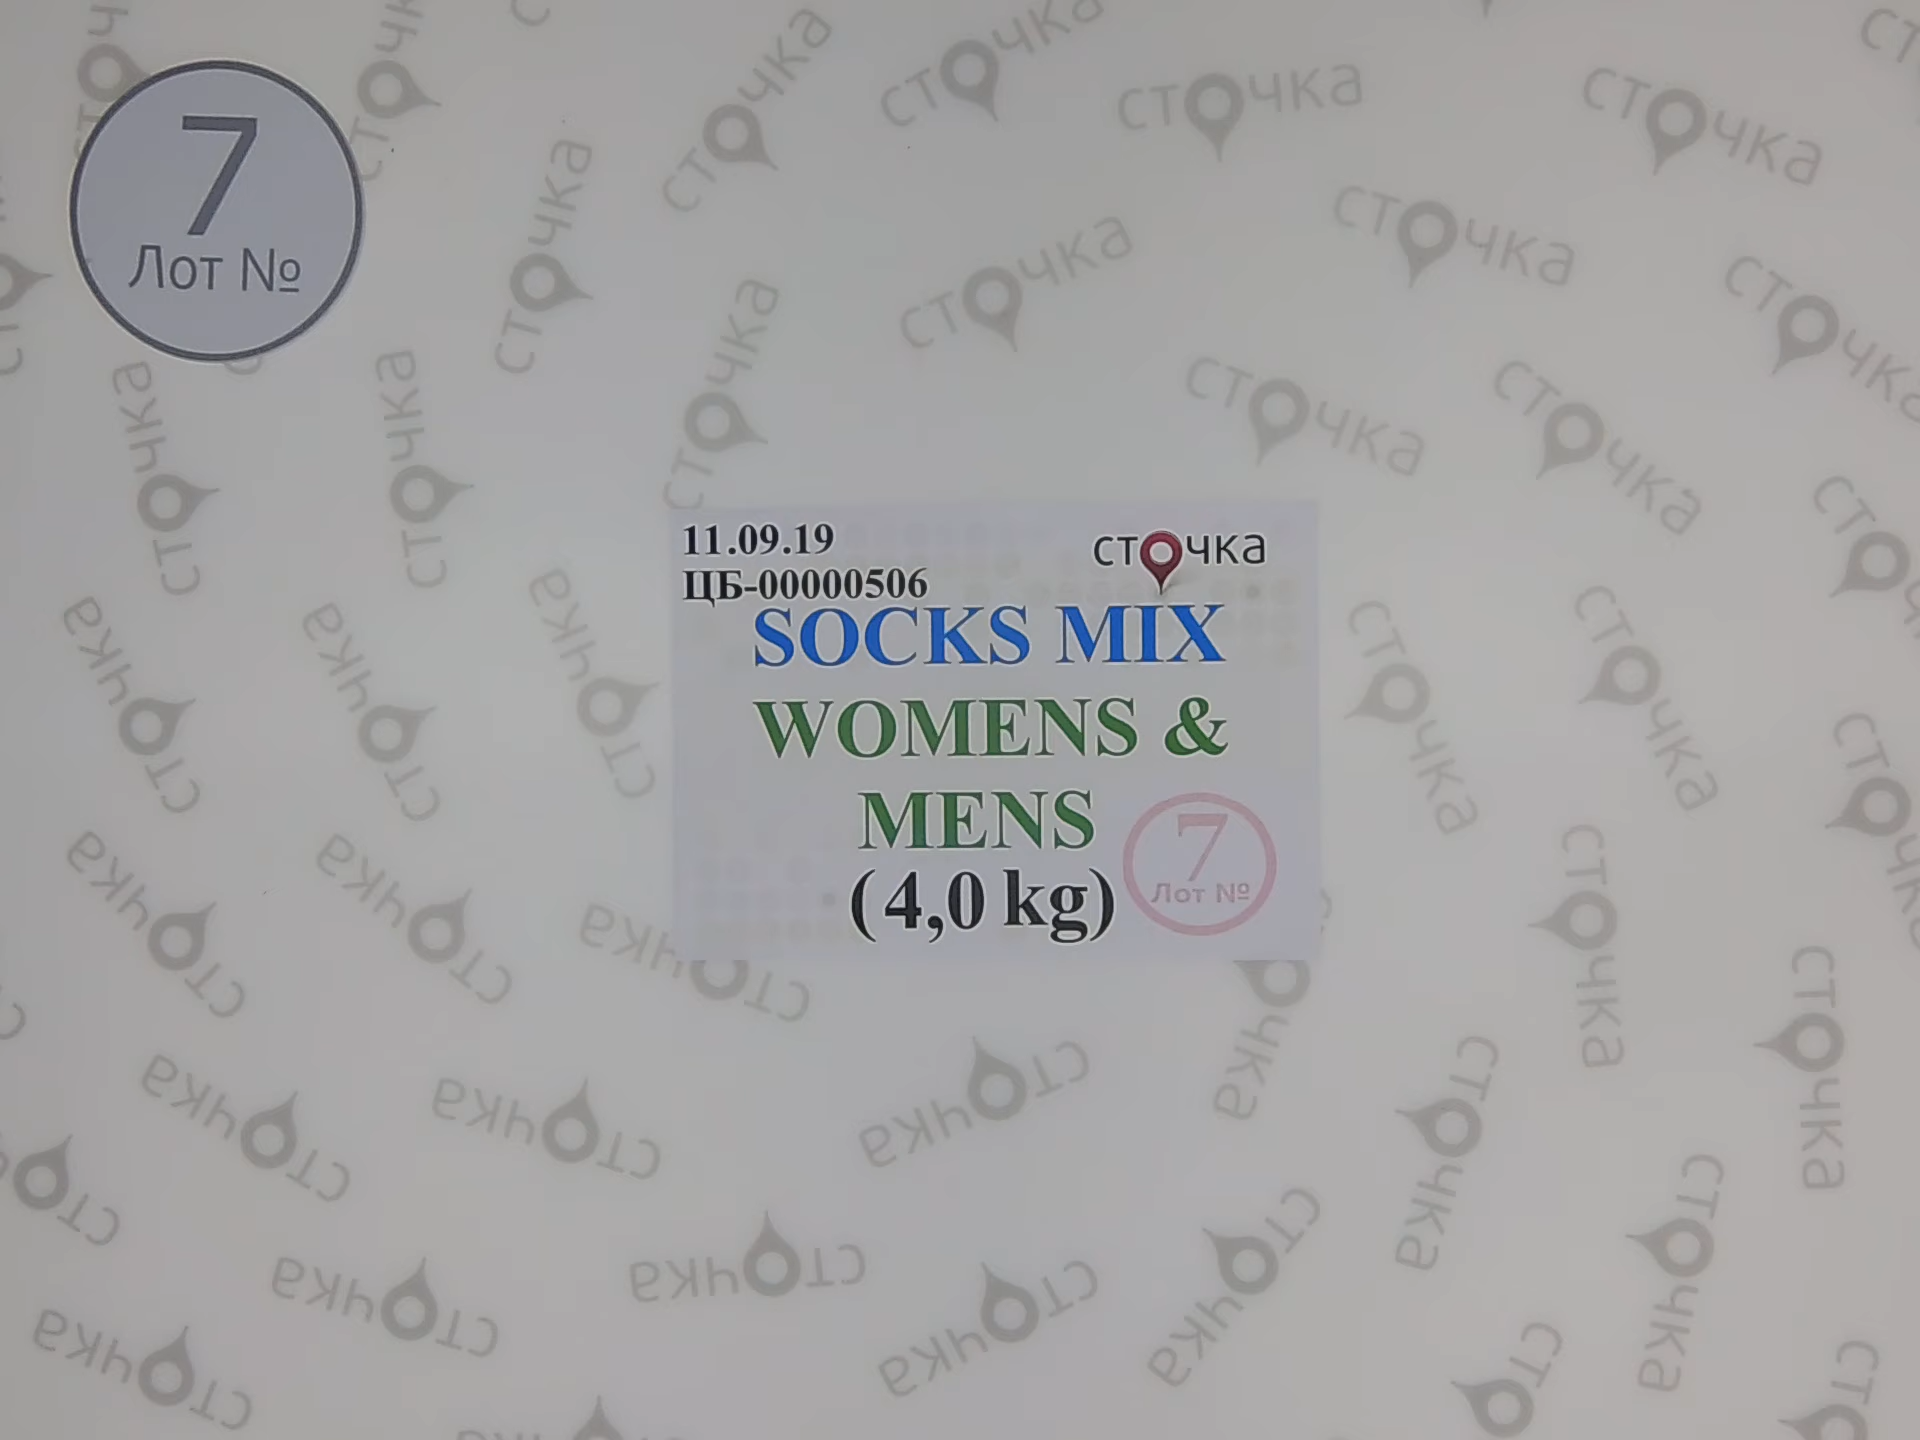 7
Лот №
11.09.19
сточка
ЦБ-00000506
SOCKS MIX
WOMENS &
MENS
(4,0 kg)
7
Лот №